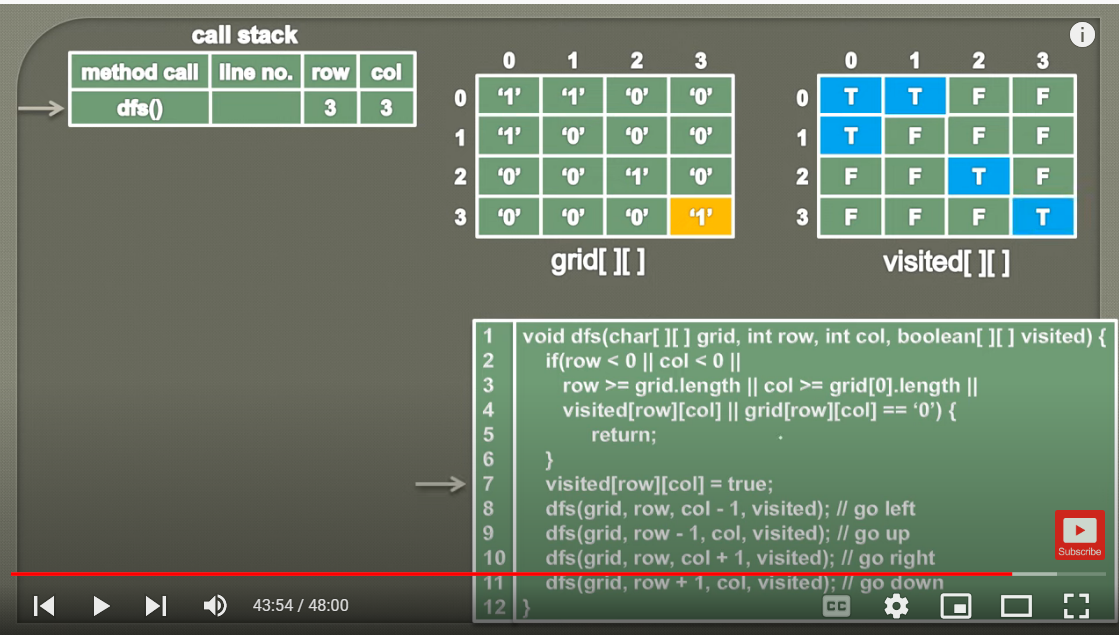 call stack
method call line no. row col
dfs() 3 3
0 1 2 3
0 ‘1’ ‘1’ ‘0’ ‘0’
1 ‘1’ ‘0’ ‘0’ ‘0’
2 ‘0’ ‘0’ ‘1’ ‘0’
3 ‘0’ ‘0’ ‘0’ ‘1’
grid[ ][ ]
0 1 2 3
0 T T F F
1 T F F F
2 F F T F
3 F F F T
visited[ ][ ]
i
1 void dfs(char[ ][ ] grid, int row, int col, boolean[ ][ ] visited) {
2 if(row < 0 || col < 0 ||
3 row >= grid.length || col >= grid[0].length ||
4 visited[row][col] || grid[row][col] == ‘0’) {
5 return;
6 }
7 visited[row][col] = true;
8 dfs(grid, row, col - 1, visited); // go left
9 dfs(grid, row - 1, col, visited); // go up
10 dfs(grid, row, col + 1, visited); // go right
11 dfs(grid, row + 1, col, visited); // go down
12 }
Subscribe
43:54 / 48:00
CC